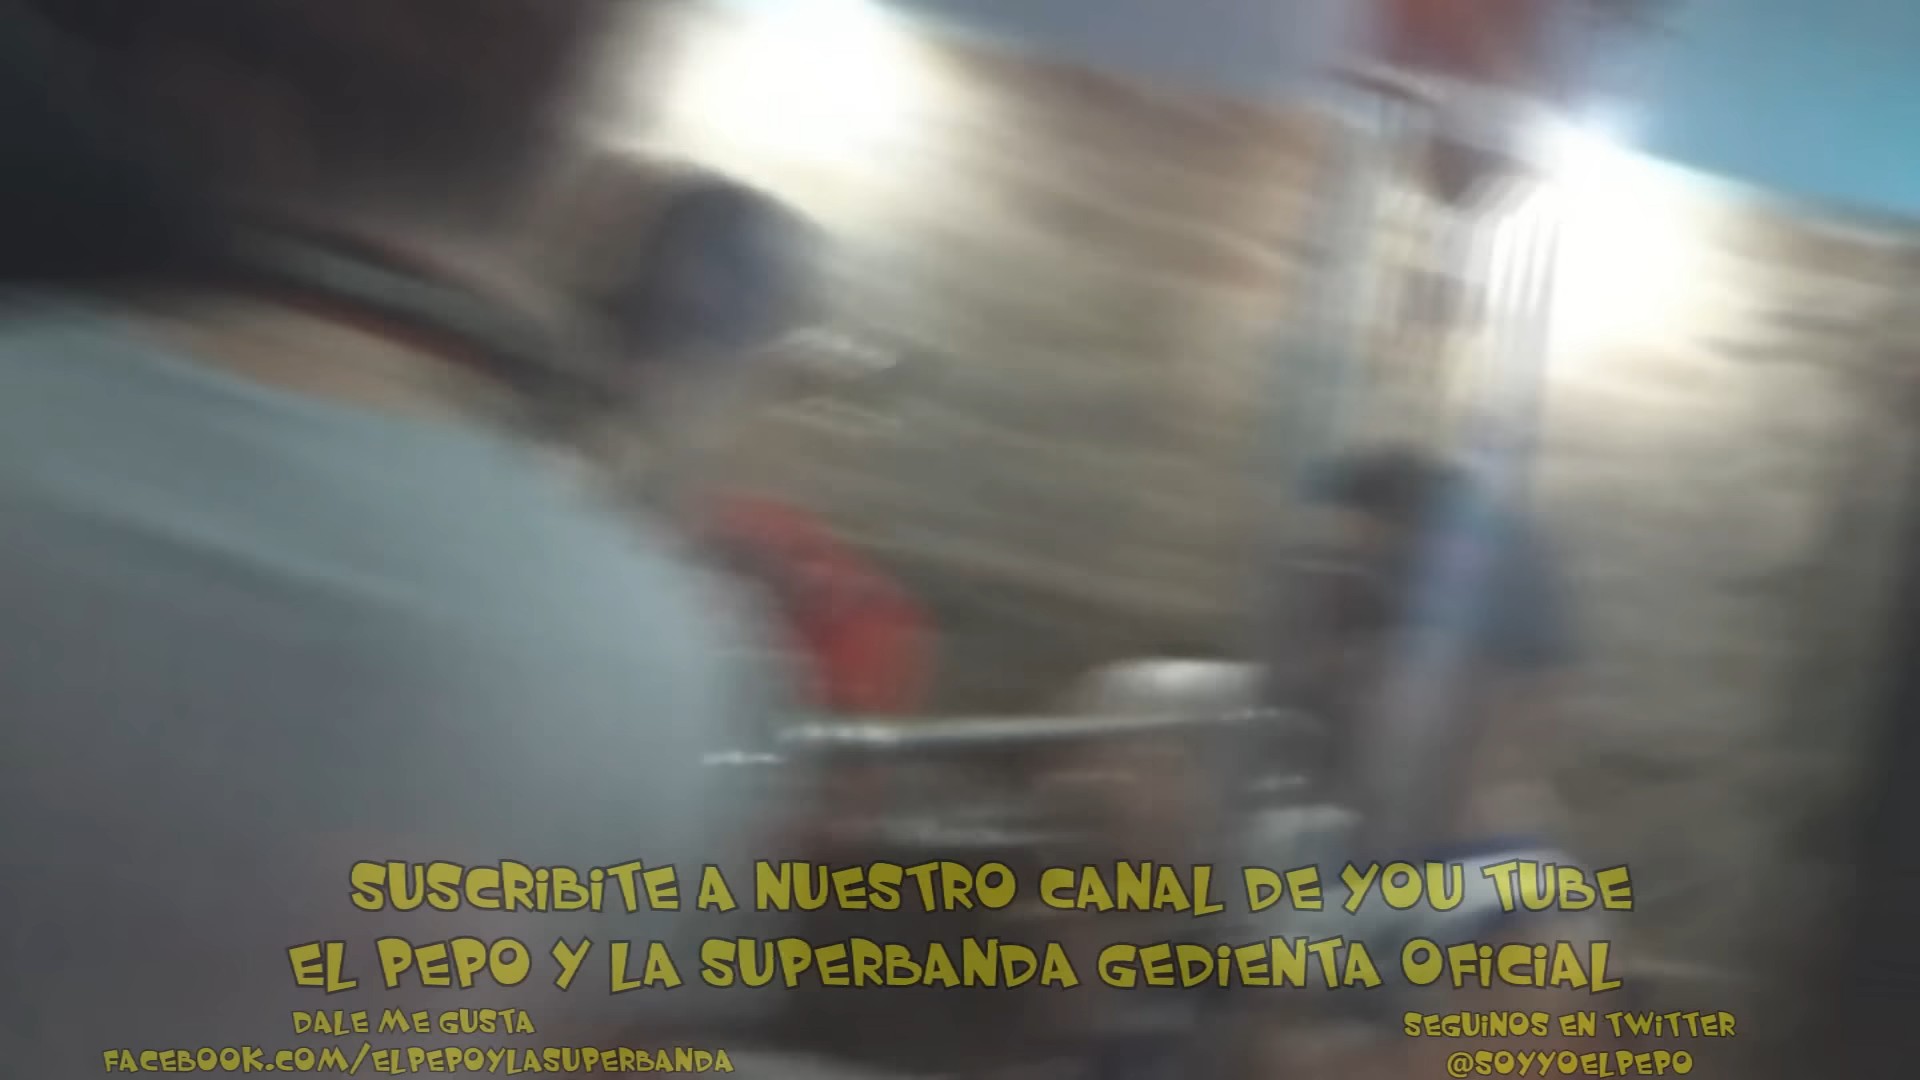 SUSCRiBiTE A NUESTRO CANAL DE YOU TUBE
EL PEPO Y LA SUPERBANDA GEDiENTA OFiCiAL
DALE ME GUSTA
FACEBOOK.COM/ELPEPOYLASUPERBANDA
SEGUiNOS EN TWiTTER
@SOYYOELPEPO